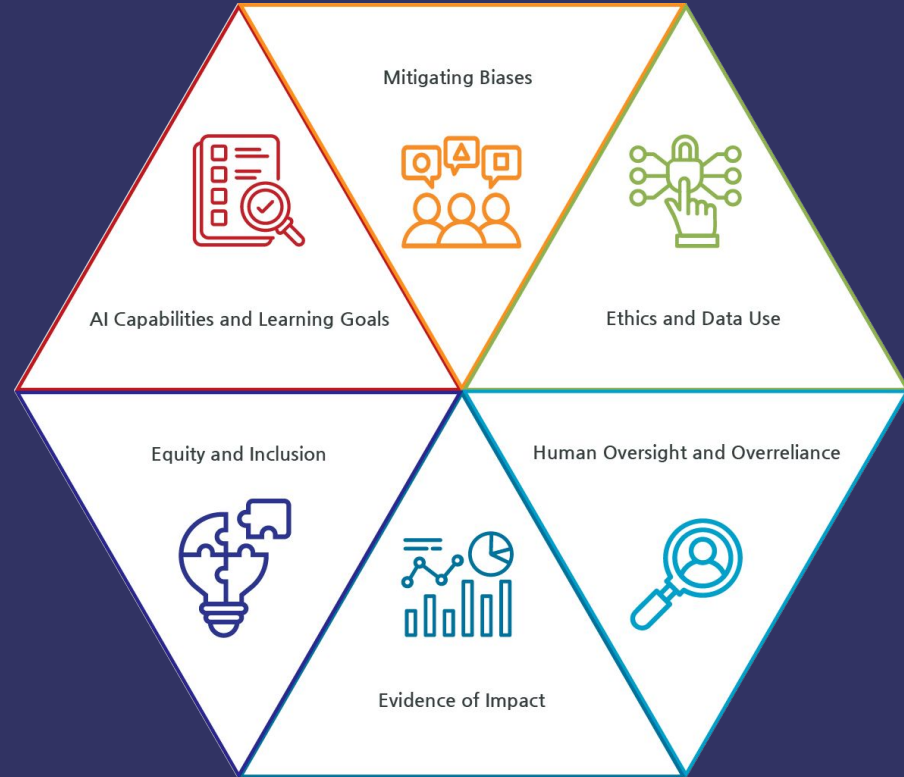 Mitigating Biases
AI Capabilities and Learning Goals
Ethics and Data Use
Equity and Inclusion
Human Oversight and Overreliance
Evidence of Impact